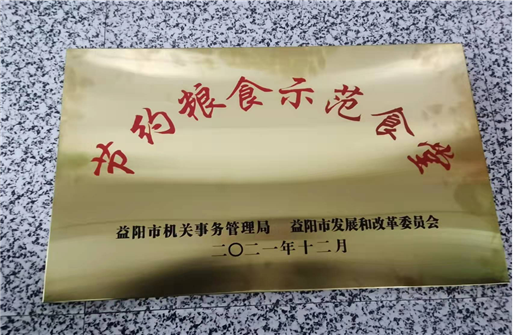 节约粮食示范食堂
益阳市机关事务管理局 益阳市发展和改革委员会
二〇二一年十二月